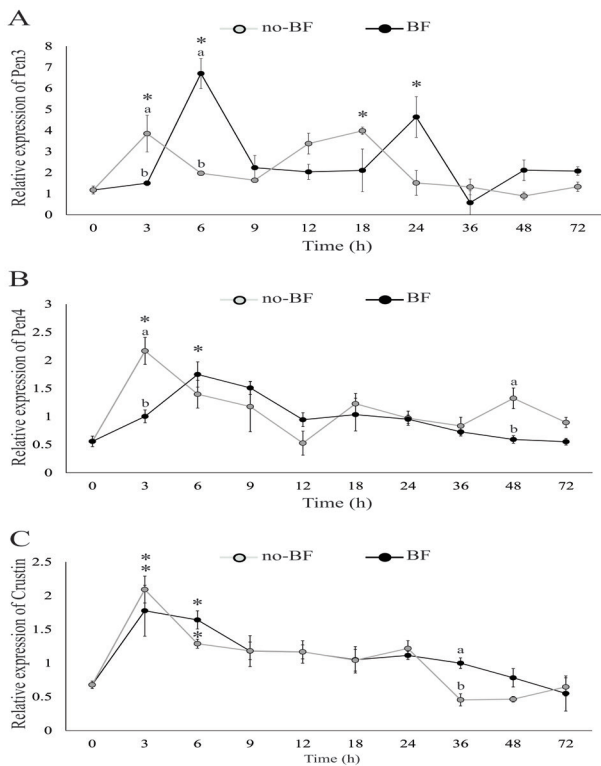 A
no-BF BF
Relative expression of Pen3
8
7
6
5
4
3
2
1
0
*
a
b
*
a
b
*
*
0 3 6 9 12 18 24 36 48 72
Time (h)
B
no-BF BF
Relative expression of Pen4
3
2.5
2
1.5
1
0.5
0
*
a
b
*
a
b
0 3 6 9 12 18 24 36 48 72
Time (h)
C
no-BF BF
Relative expression of Crustin
2.5
2
1.5
1
0.5
0
*
*
*
*
a
b
0 3 6 9 12 18 24 36 48 72
Time (h)